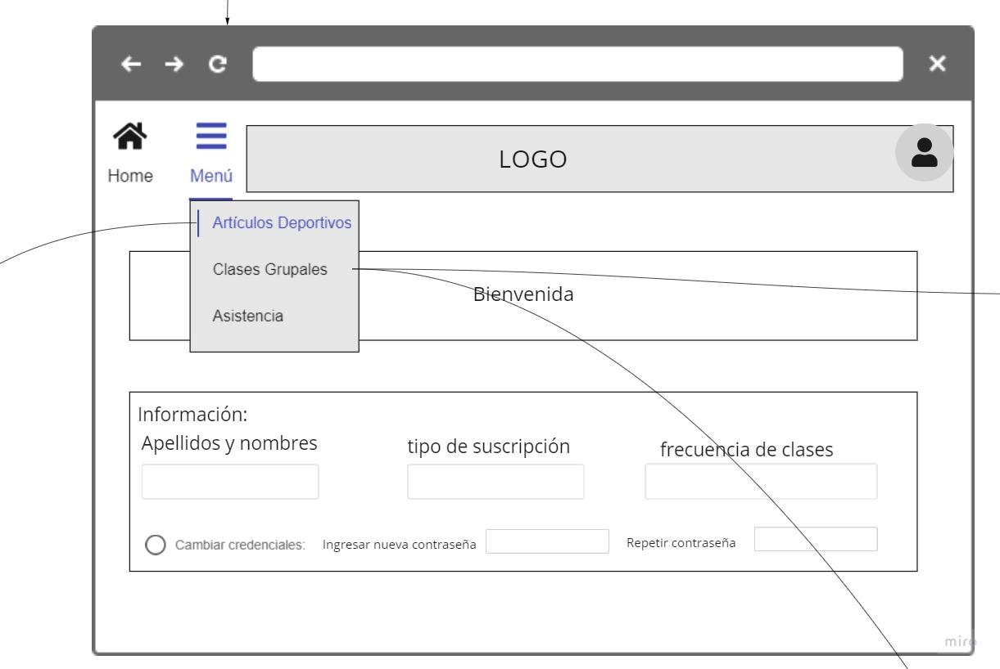 LOGO
Home
Menú
Artículos Deportivos
Clases Grupales
Bienvenida
Asistencia
Información:
Apellidos y nombres
tipo de suscripción
frecuencia de clases
Cambiar credenciales:
Ingresar nueva contraseña
Repetir contraseña
miro